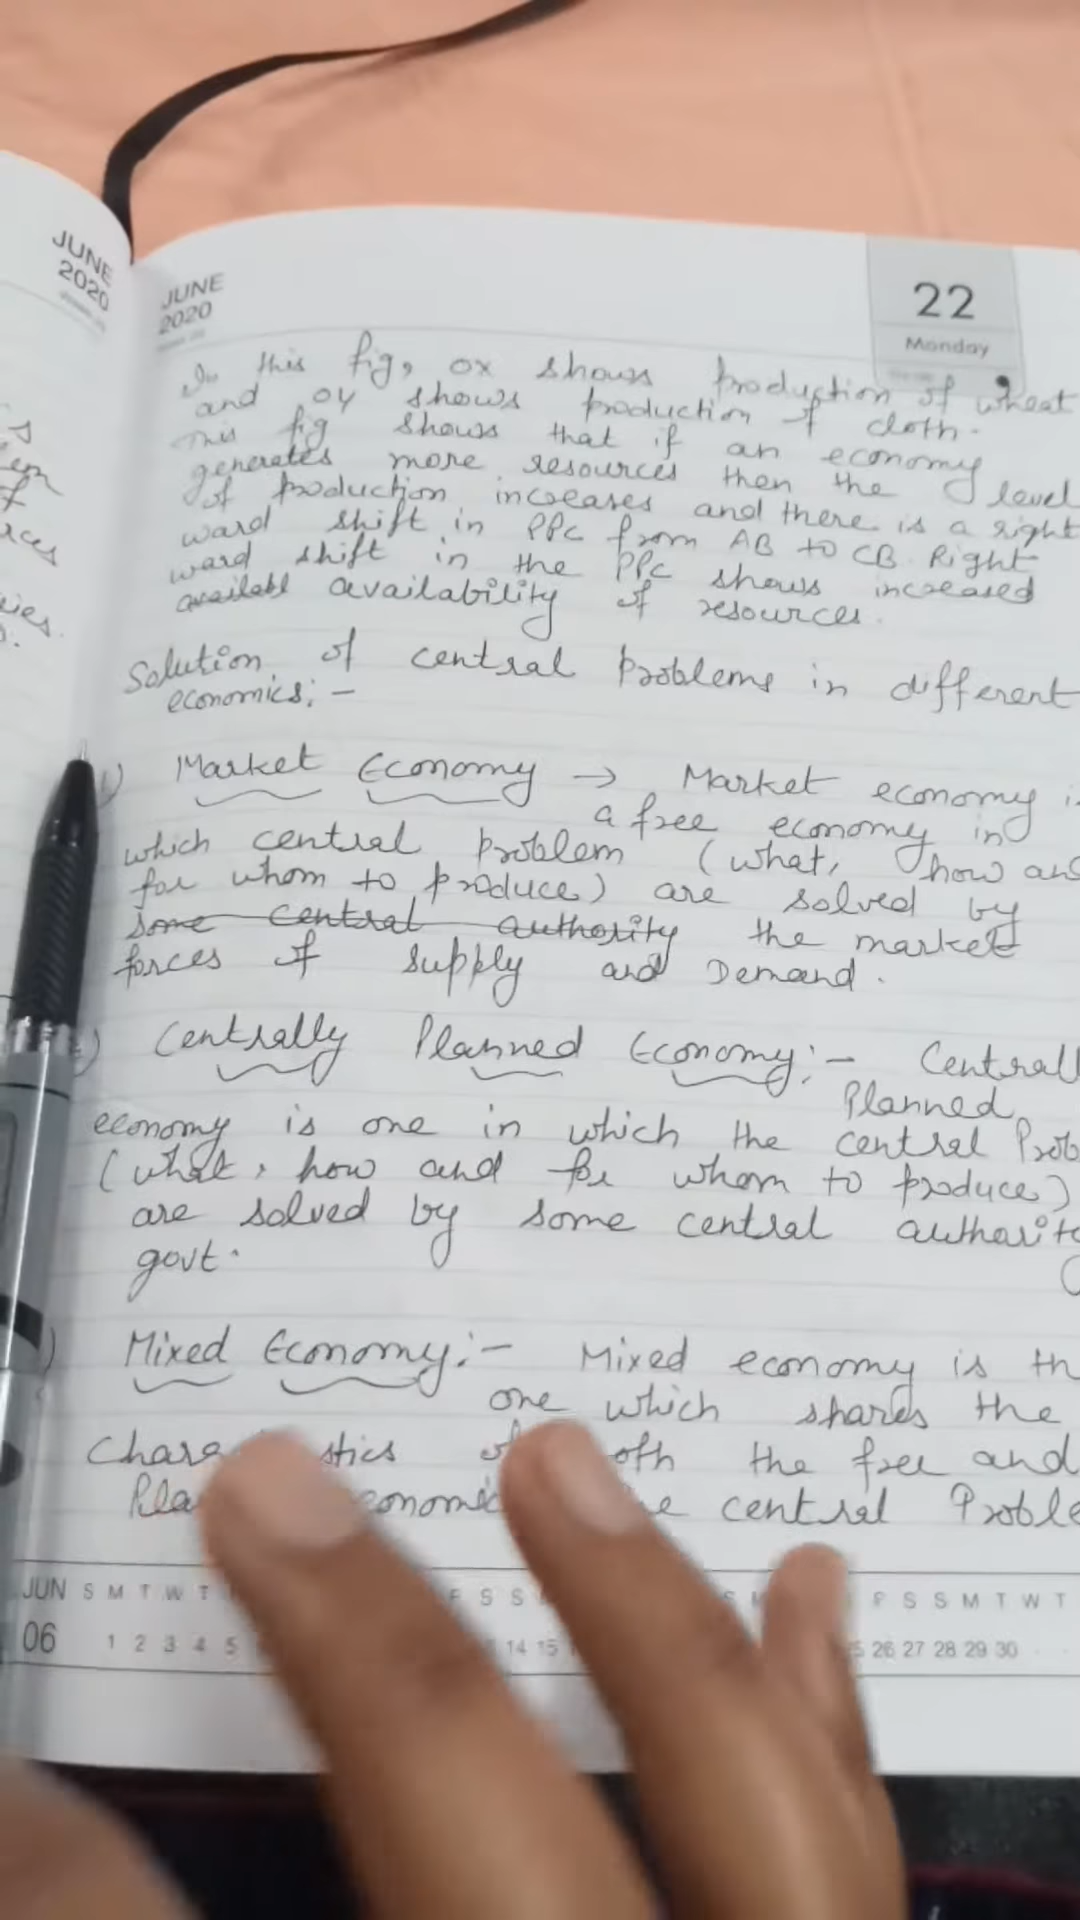 JUNE
2020
JUNE
2020
22
Monday
In this fig, ox shows production of wheat
and oy shows production of cloth.
This fig shows that if an economy
generates more resources then the level
of production increases and there is a right
ward shift in PPC from AB to CB. Right
ward shift in the PPC shows increased
availabl availability of resources.
Solution of central Problems in different
economics:-
1) Market Economy → Market economy
a free economy in
which central problem (what, how
for whom to produce) are solved by
some central authority the market
forces of supply and Demand.
) Centrally Planned Economy:-
Planned
economy is one in which the central
(what, how and for whom to produce)
are solved by some central
govt.
) Mixed Economy:- Mixed economy is
one which shares the
the free and
central
JUN S M T W T F S S F S S M T W T
06 1 2 3 4 5 14 15 26 27 28 29 30